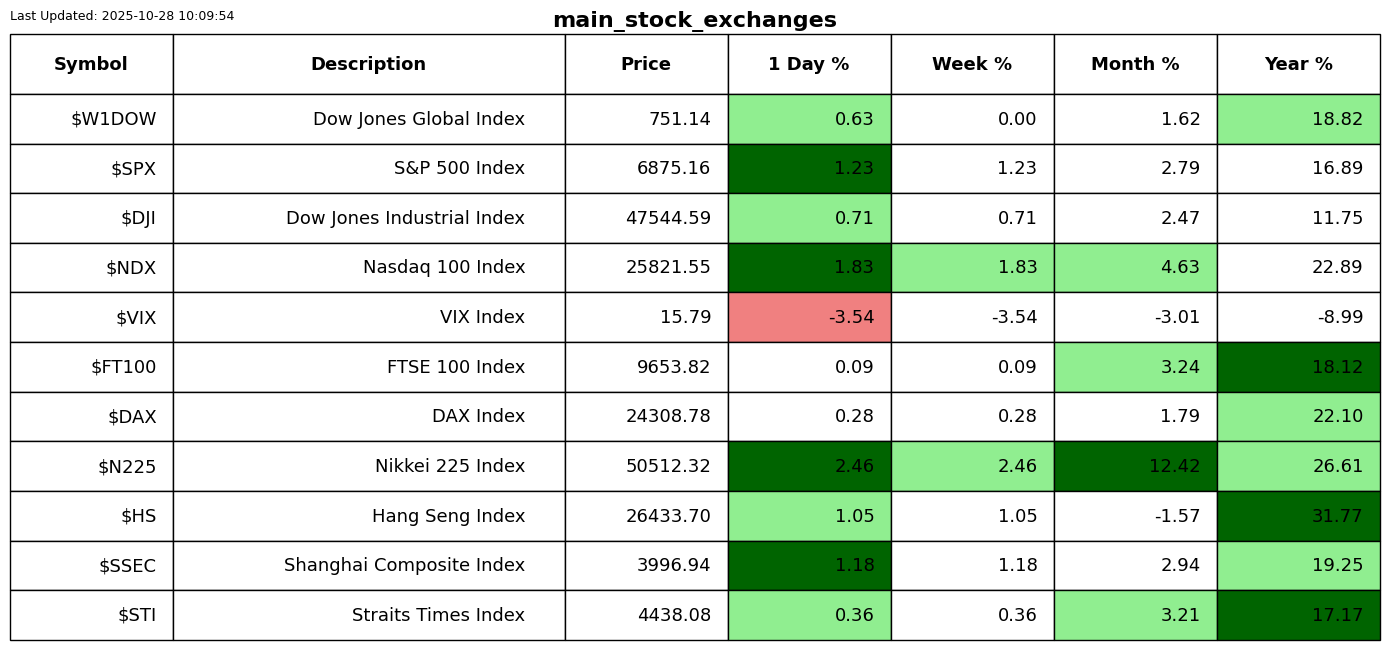 Last Updated: 2025-10-28 10:09:54
main_stock_exchanges
Symbol Description Price 1 Day % Week % Month % Year %
$W1DOW Dow Jones Global Index 751.14 0.63 0.00 1.62 18.82
$SPX S&P 500 Index 6875.16 1.23 1.23 2.79 16.89
$DJI Dow Jones Industrial Index 47544.59 0.71 0.71 2.47 11.75
$NDX Nasdaq 100 Index 25821.55 1.83 1.83 4.63 22.89
$VIX VIX Index 15.79 -3.54 -3.54 -3.01 -8.99
$FT100 FTSE 100 Index 9653.82 0.09 0.09 3.24 18.12
$DAX DAX Index 24308.78 0.28 0.28 1.79 22.10
$N225 Nikkei 225 Index 50512.32 2.46 2.46 12.42 26.61
$HS Hang Seng Index 26433.70 1.05 1.05 -1.57 31.77
$SSEC Shanghai Composite Index 3996.94 1.18 1.18 2.94 19.25
$STI Straits Times Index 4438.08 0.36 0.36 3.21 17.17